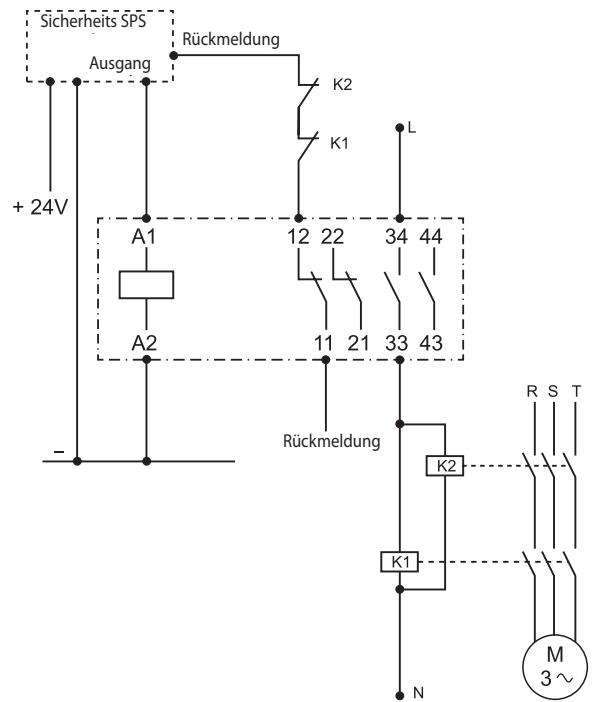 Sicherheits SPS
Rückmeldung
Ausgang
K2
K1
L
+ 24V
A1 12 22 34 44
A2 11 21 33 43
Rückmeldung
–
R S T
K2
K1
M
3 ~
N